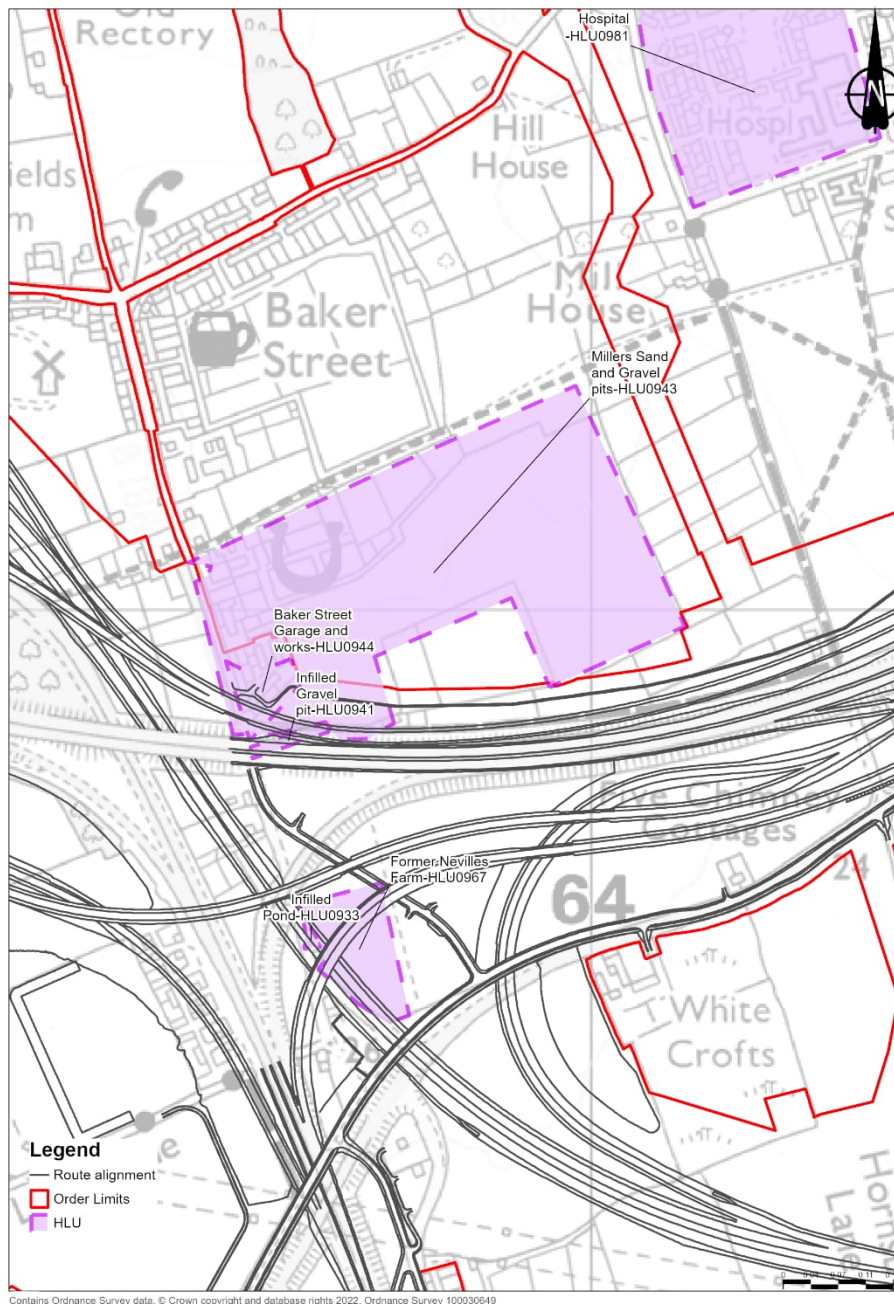 Old
Rectory
Hospital
-HLU0981
N
Hospl
Hill
House
Mill
House
Baker
Street
Millers Sand
and Gravel
pits-HLU0943
Baker Street
Garage and
works-HLU0944
Infilled
Gravel
pit-HLU0941
Five Chimney
Cottages
24
Former Nevilles
Farm-HLU0967
Infilled
Pond-HLU0933
64
White
Crofts
Legend
Route alignment
Order Limits
HLU
Lane
Contains Ordnance Survey data. © Crown copyright and database rights 2022. Ordnance Survey 100030649